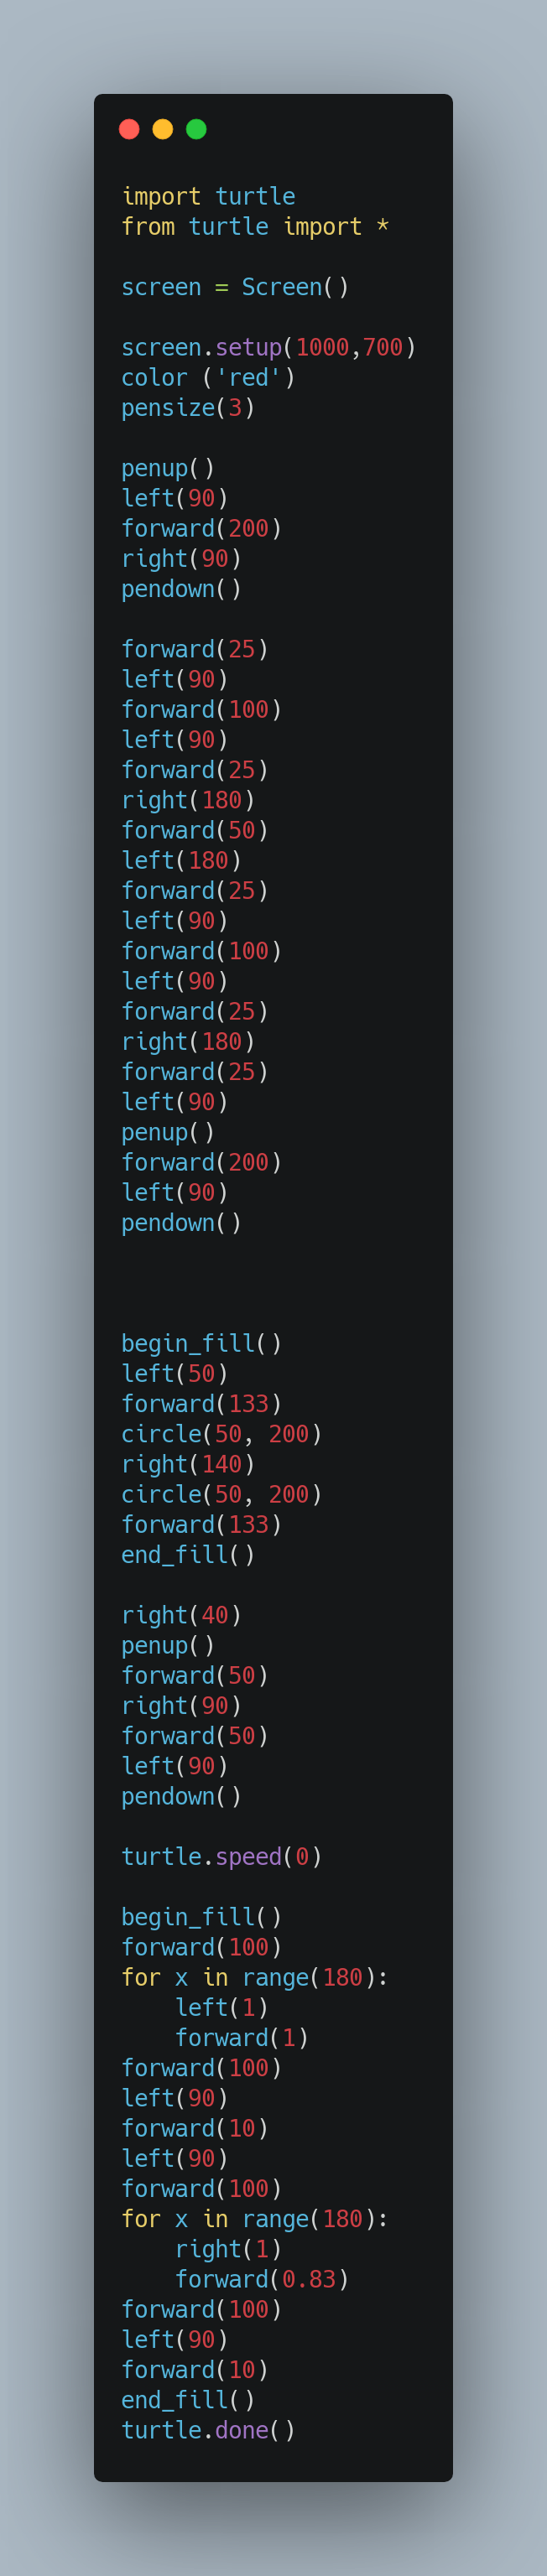 import turtle
from turtle import *
screen = Screen()
screen.setup(1000,700)
color ('red')
pensize(3)
penup()
left(90)
forward(200)
right(90)
pendown()
forward(25)
left(90)
forward(100)
left(90)
forward(25)
right(180)
forward(50)
left(180)
forward(25)
left(90)
forward(100)
left(90)
forward(25)
right(180)
forward(25)
left(90)
penup()
forward(200)
left(90)
pendown()
begin_fill()
left(50)
forward(133)
circle(50, 200)
right(140)
circle(50, 200)
forward(133)
end_fill()
right(40)
penup()
forward(50)
right(90)
forward(50)
left(90)
pendown()
turtle.speed(0)
begin_fill()
forward(100)
for x in range(180):
    left(1)
    forward(1)
forward(100)
left(90)
forward(10)
left(90)
forward(100)
for x in range(180):
    right(1)
    forward(0.83)
forward(100)
left(90)
forward(10)
end_fill()
turtle.done()